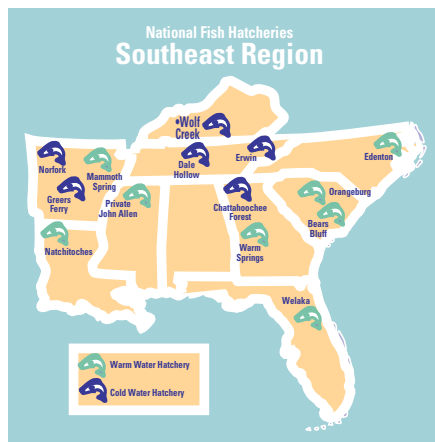 National Fish Hatcheries
Southeast Region
•Wolf
Creek
Norfork
Mammoth
Spring
Dale
Hollow
Erwin
Edenton
Greers
Ferry
Private
John Allen
Chattahoochee
Forest
Orangeburg
Bears
Bluff
Natchitoches
Warm
Springs
Welaka
Warm Water Hatchery
Cold Water Hatchery